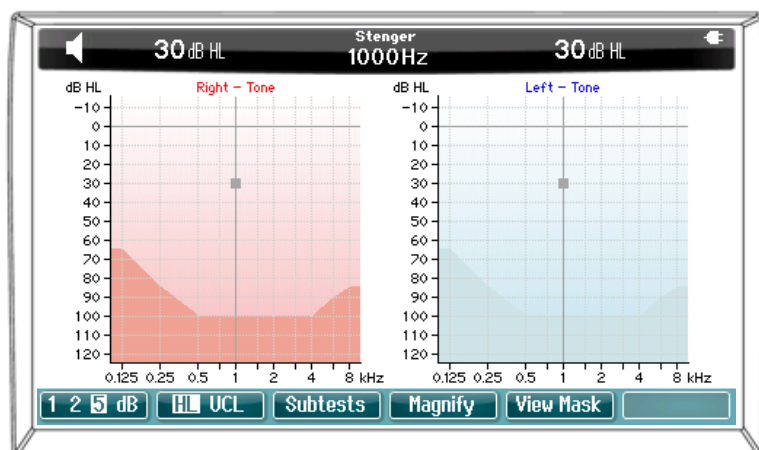 Stenger
30 dB HL 1000Hz 30 dB HL
dB HL Right - Tone dB HL Left - Tone
-10 -10
0 0
10 10
20 20
30 30
40 40
50 50
60 60
70 70
80 80
90 90
100 100
110 110
120 120
0.125 0.25 0.5 1 2 4 8 kHz 0.125 0.25 0.5 1 2 4 8 kHz
1 2 5 dB HL UCL Subtests Magnify View Mask